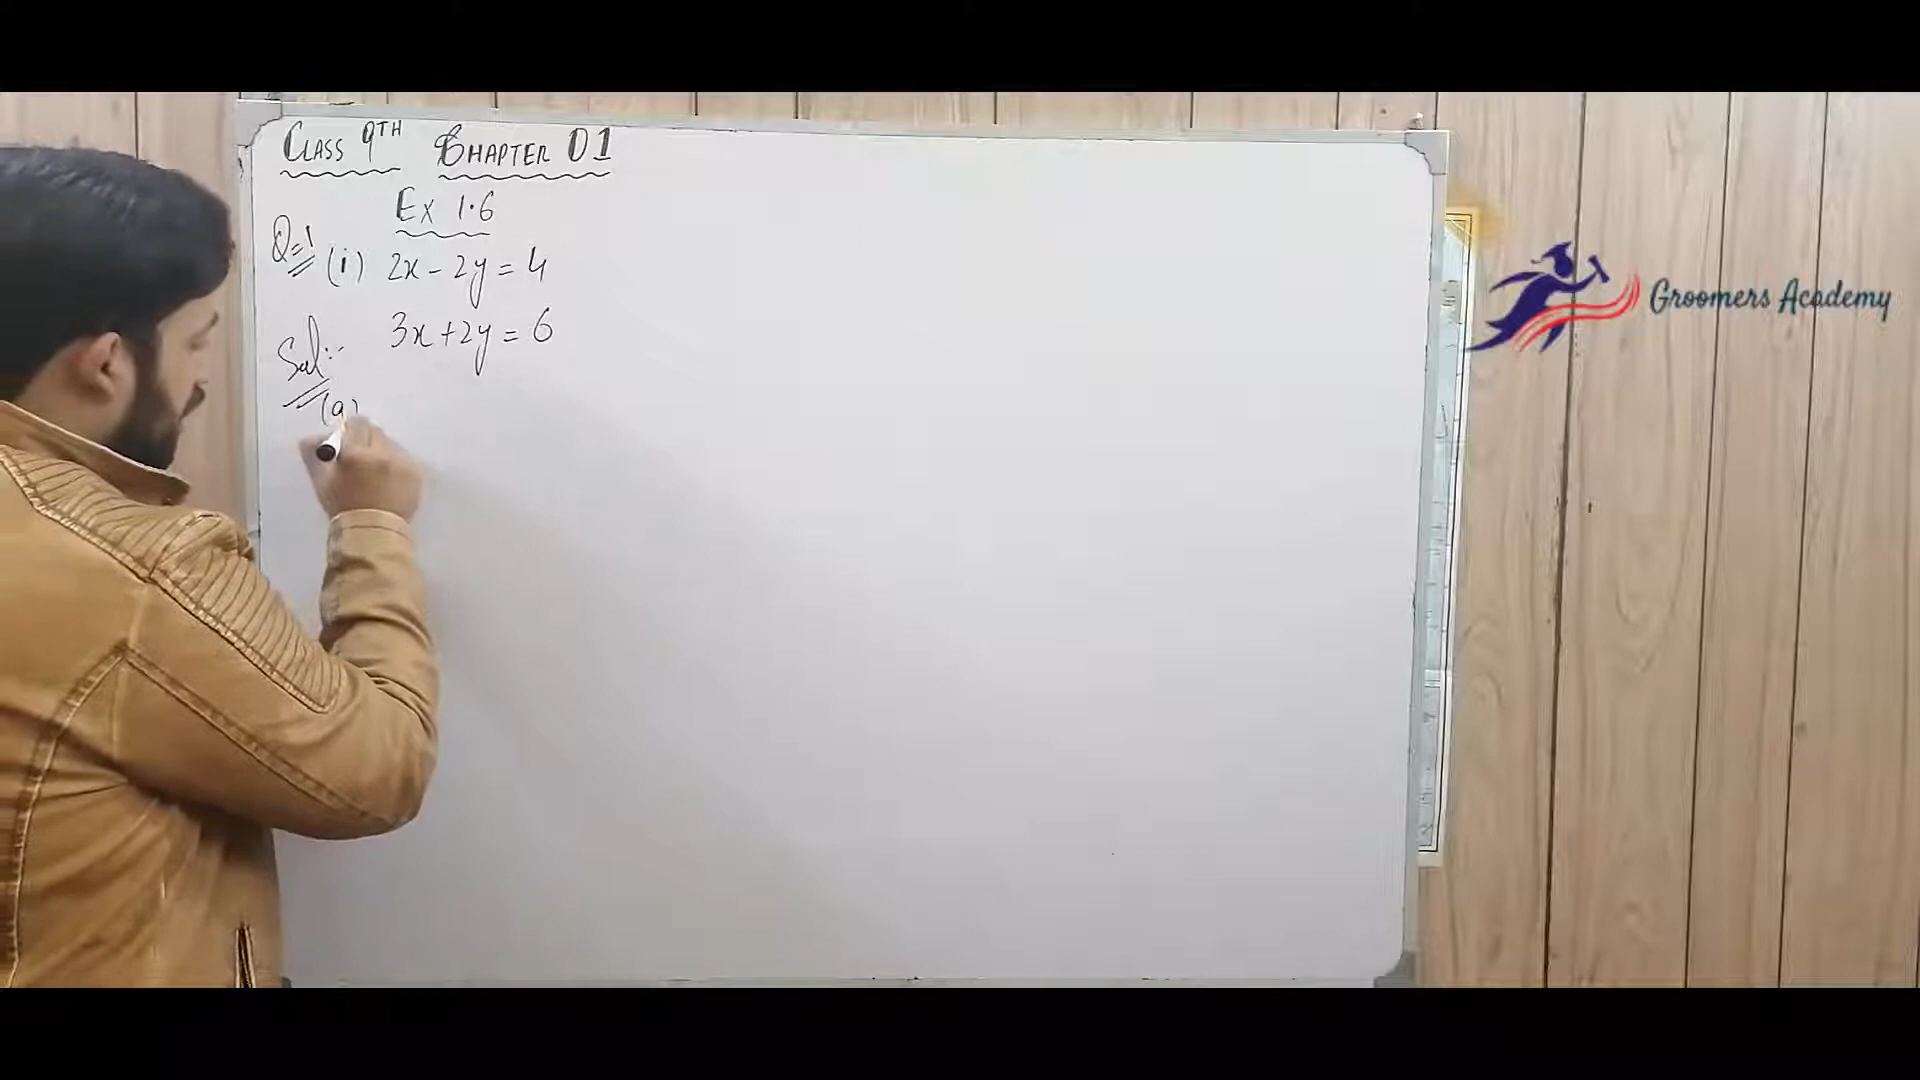 CLASS 9TH CHAPTER 01
Ex 1.6
Q=1 (i) 2x - 2y = 4
3x + 2y = 6
Sol:-
(a)
Groomers Academy